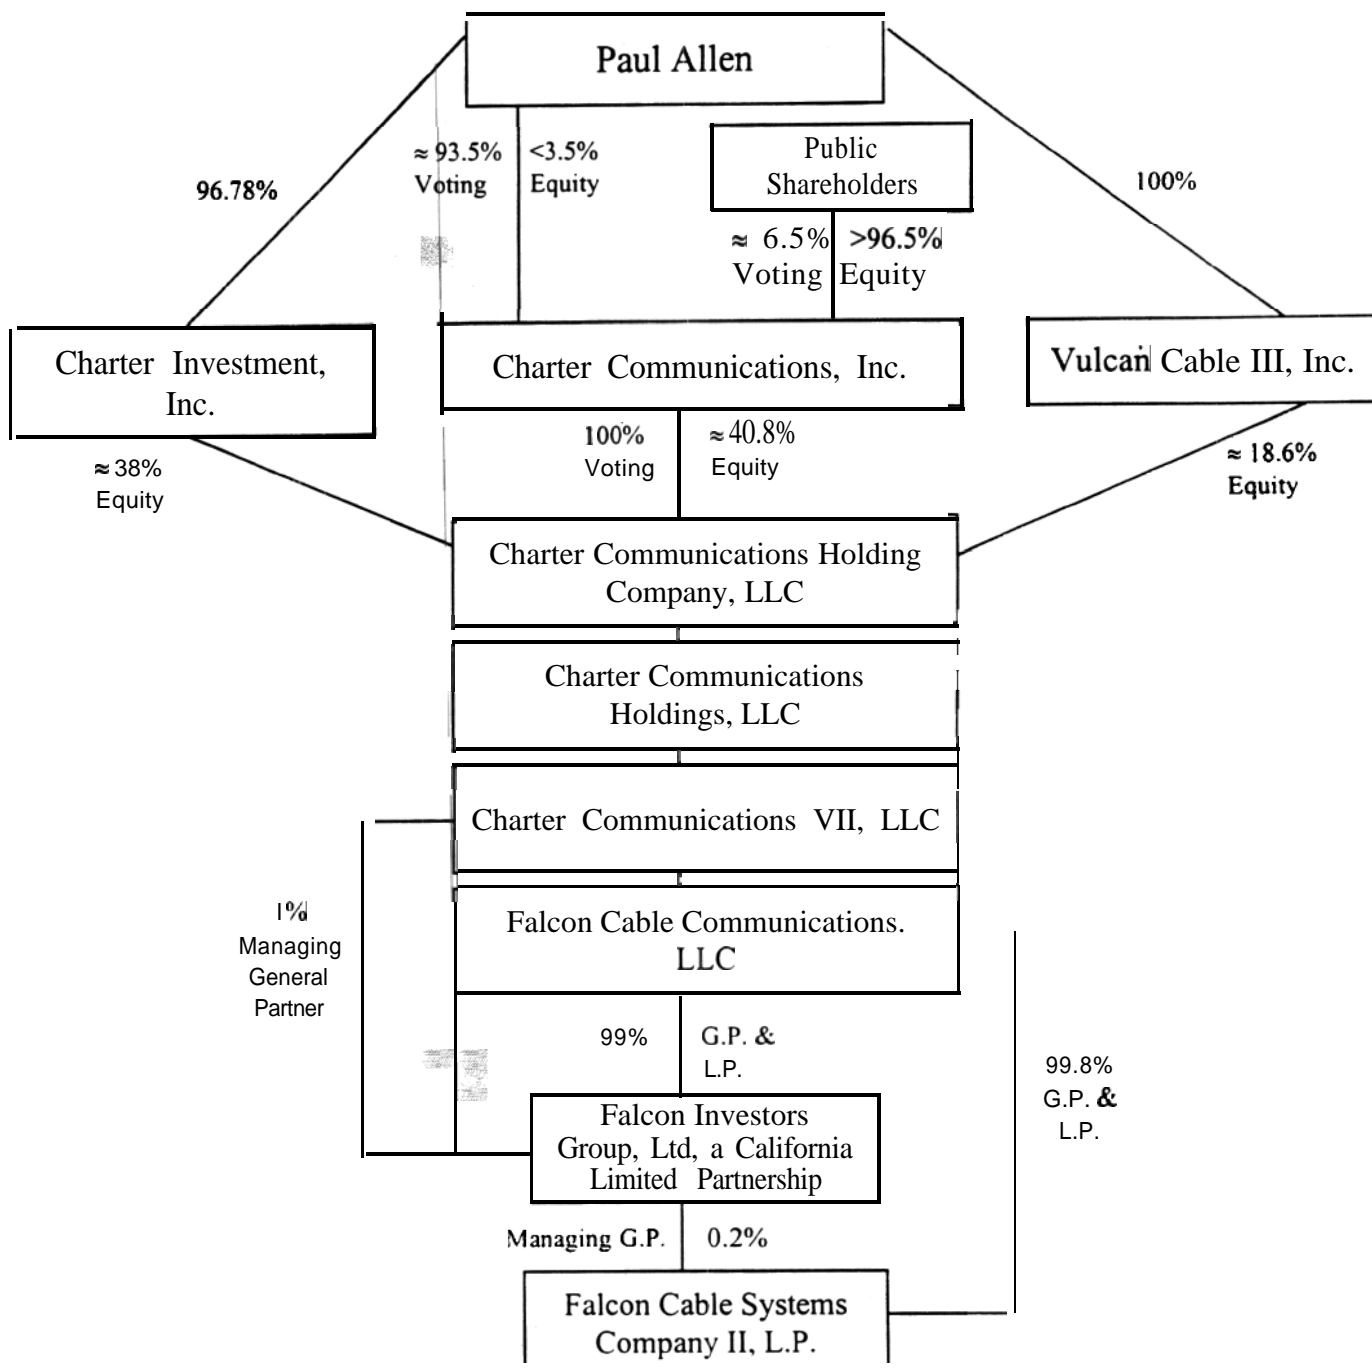 Paul Allen
≈ 93.5% <3.5%
Voting Equity
Public
Shareholders
96.78%
100%
≈ 6.5% >96.5%
Voting Equity
Charter Investment,
Inc.
Charter Communications, Inc.
Vulcan Cable III, Inc.
≈ 38%
Equity
100% ≈ 40.8%
Voting Equity
≈ 18.6%
Equity
Charter Communications Holding
Company, LLC
Charter Communications
Holdings, LLC
Charter Communications VII, LLC
1%
Managing
General
Partner
Falcon Cable Communications.
LLC
99% G.P. &
L.P.
99.8%
G.P. &
L.P.
Falcon Investors
Group, Ltd, a California
Limited Partnership
Managing G.P. 0.2%
Falcon Cable Systems
Company II, L.P.